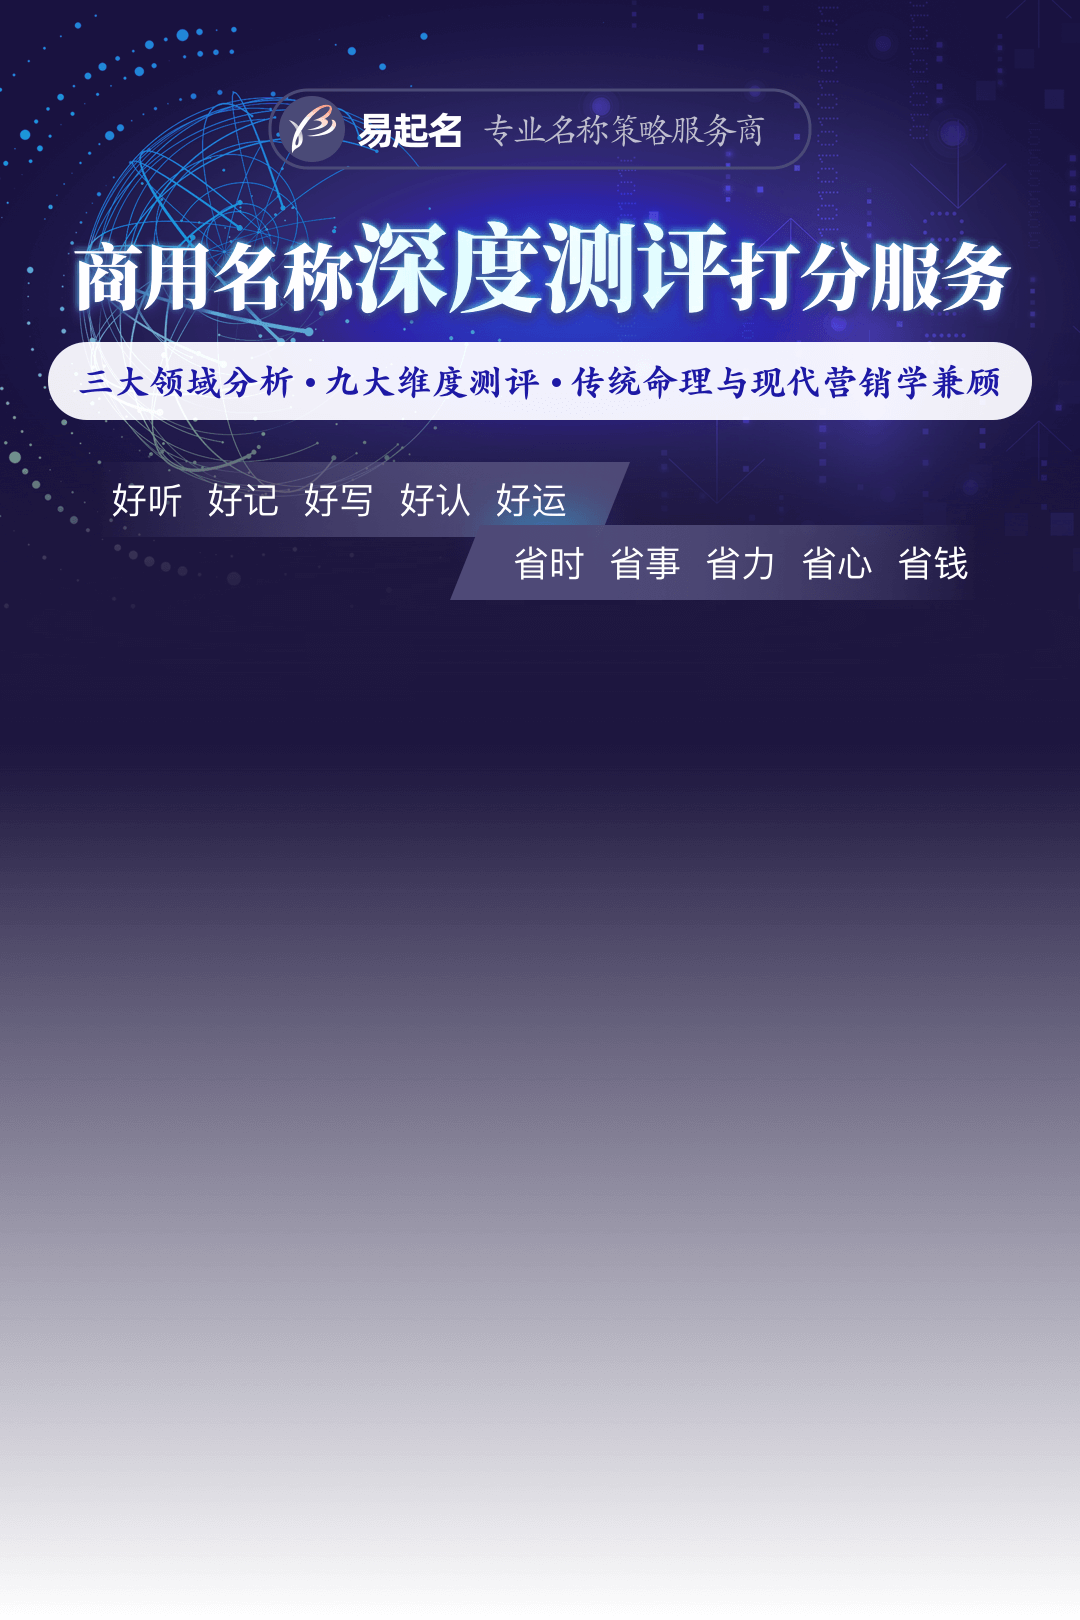 易起名 专业名称策略服务商
商用名称深度测评打分服务
三大领域分析·九大维度测评·传统命理与现代营销学兼顾
好听 好记 好写 好认 好运
省时 省事 省力 省心 省钱